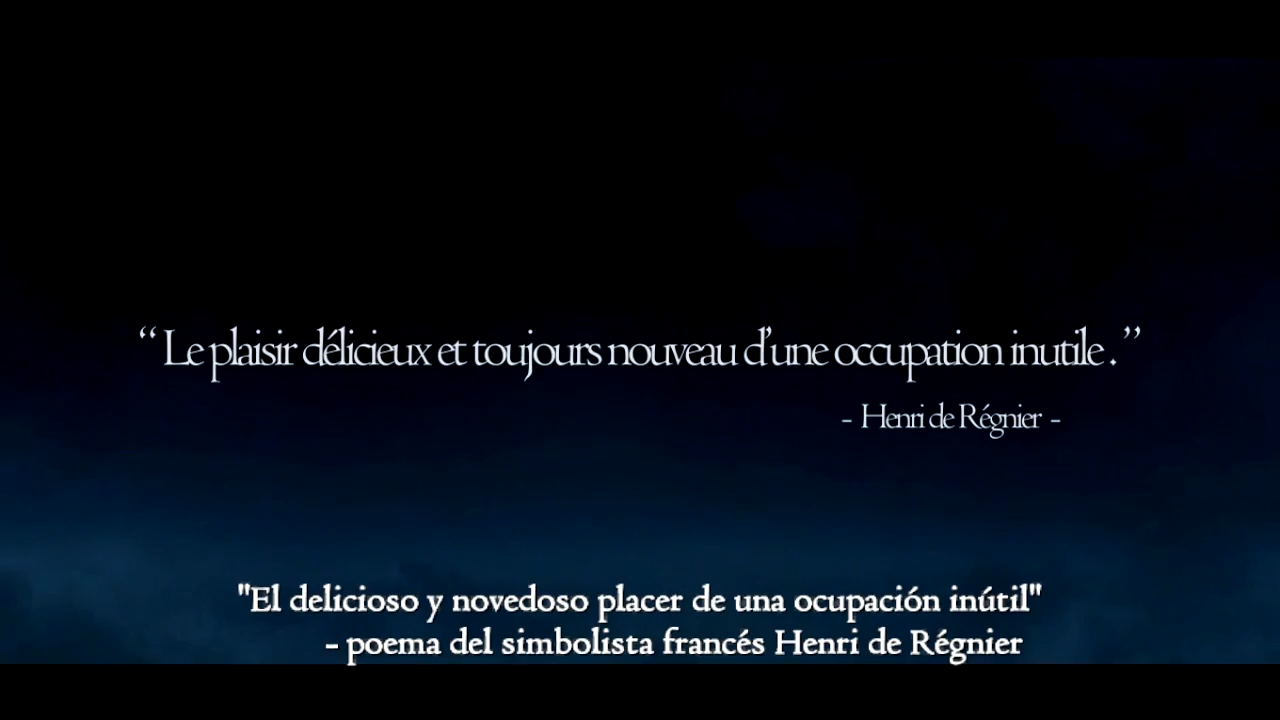 “ Le plaisir délicieux et toujours nouveau d’une occupation inutile . ”
- Henri de Régnier -
"El delicioso y novedoso placer de una ocupación inútil"
- poema del simbolista francés Henri de Régnier